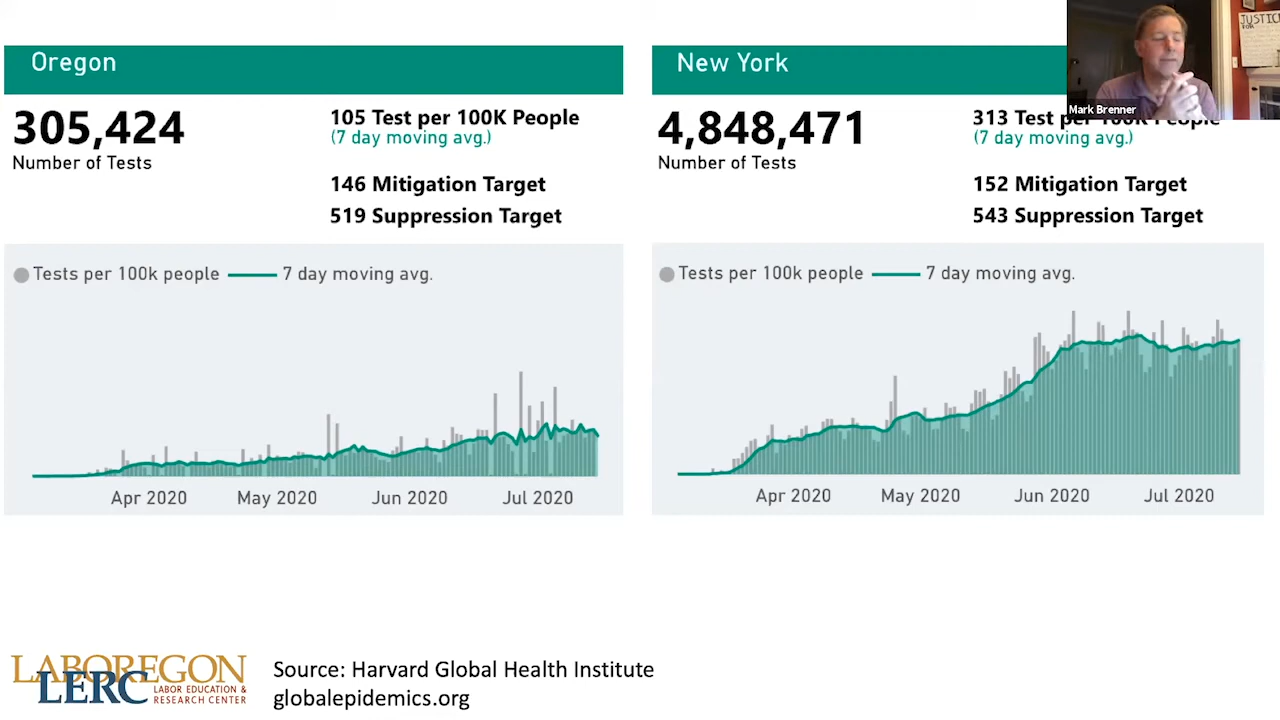 Oregon
305,424
Number of Tests
105 Test per 100K People
(7 day moving avg.)
146 Mitigation Target
519 Suppression Target
Tests per 100k people
7 day moving avg.
Apr 2020
May 2020
Jun 2020
Jul 2020
New York
4,848,471
Number of Tests
313 Test per 100K People
(7 day moving avg.)
152 Mitigation Target
543 Suppression Target
Tests per 100k people
7 day moving avg.
Apr 2020
May 2020
Jun 2020
Jul 2020
JUSTIC
FOR
Mark Brenner
LABOREGON
LERC
LABOR EDUCATION &
RESEARCH CENTER
Source: Harvard Global Health Institute
globalepidemics.org